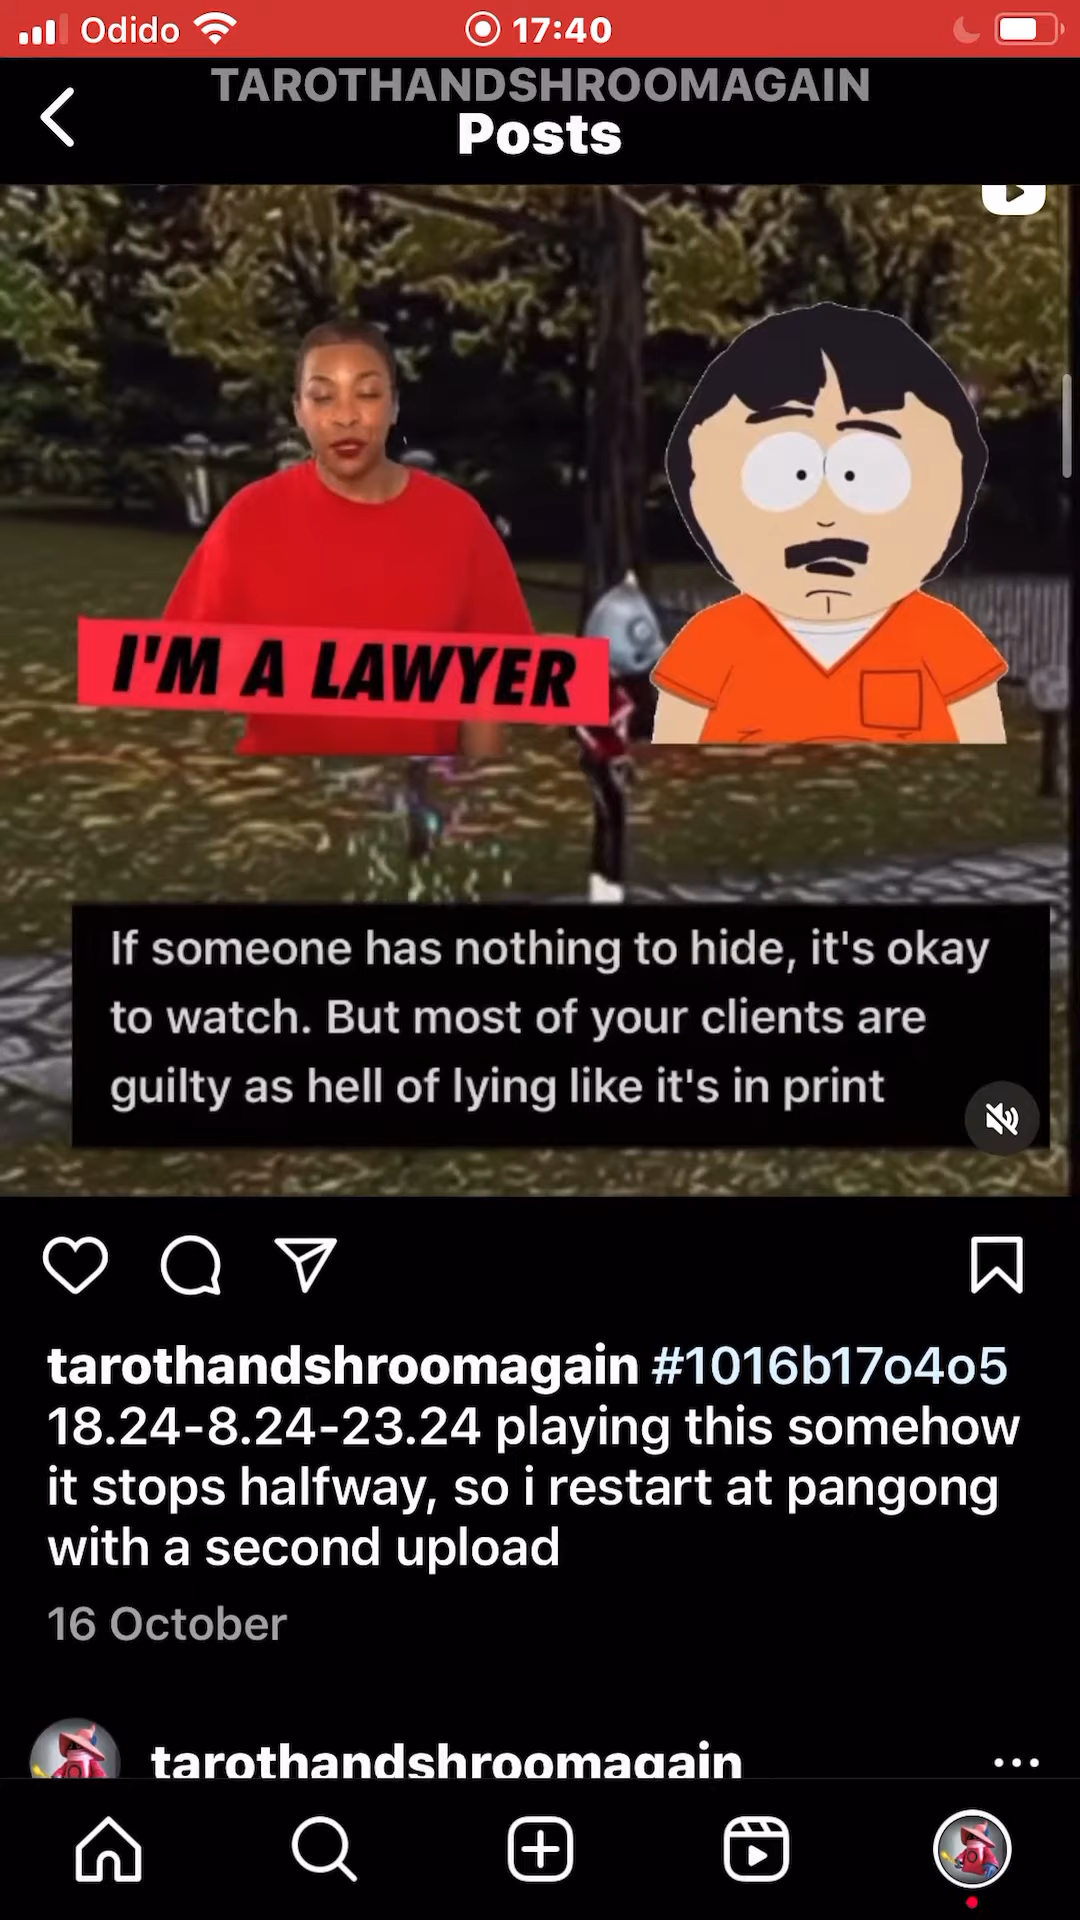 Odido
17:40
TAROTHANDSHROOMAGAIN
Posts
I'M A LAWYER
If someone has nothing to hide, it's okay
to watch. But most of your clients are
guilty as hell of lying like it's in print
tarothandshroomagain #1016b17o4o5
18.24-8.24-23.24 playing this somehow
it stops halfway, so i restart at pangong
with a second upload
16 October
tarothandshroomagain